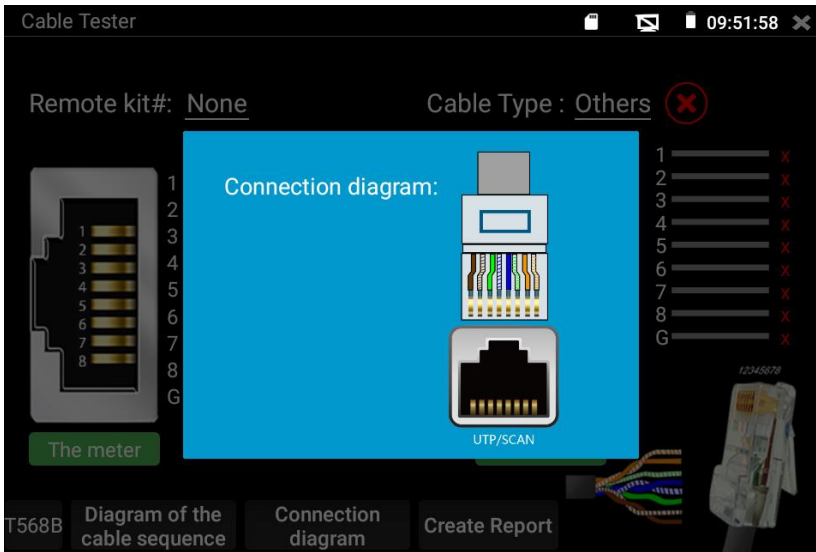 Cable Tester
09:51:58
Remote kit#: None
Cable Type : Others
Connection diagram:
UTP/SCAN
1
2
3
4
5
6
7
8
1
2
3
4
5
6
7
8
G
1 x
2 x
3 x
4 x
5 x
6 x
7 x
8 x
G x
12345678
The meter
T568B
Diagram of the
cable sequence
Connection
diagram
Create Report